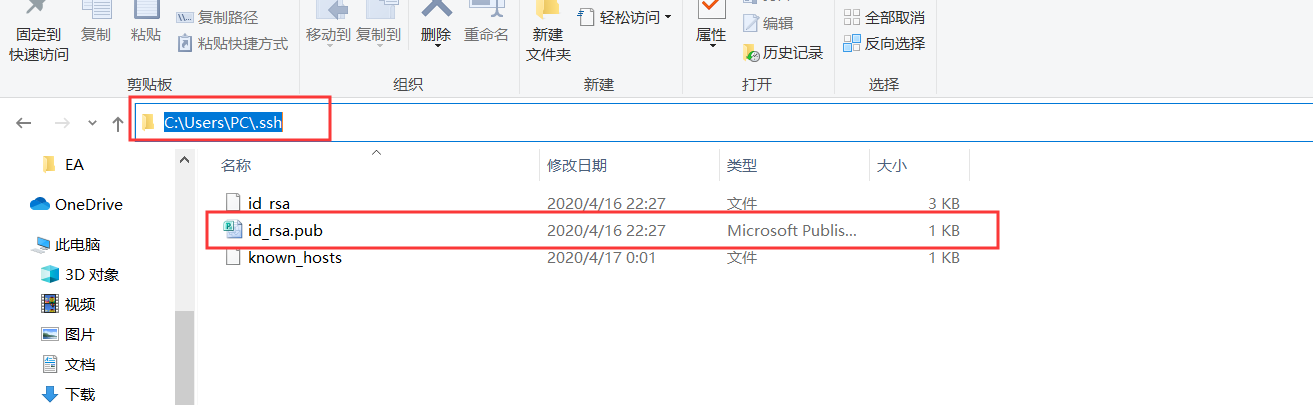 复制路径
固定到
快速访问
复制
粘贴
粘贴快捷方式
剪贴板
移动到
复制到
删除
重命名
组织
新建
文件夹
轻松访问
新建
属性
编辑
历史记录
打开
全部取消
反向选择
选择
C:\Users\PC\.ssh
名称 修改日期 类型 大小
id_rsa 2020/4/16 22:27 文件 3 KB
id_rsa.pub 2020/4/16 22:27 Microsoft Publis... 1 KB
known_hosts 2020/4/17 0:01 文件 1 KB
EA
OneDrive
此电脑
3D 对象
视频
图片
文档
下载